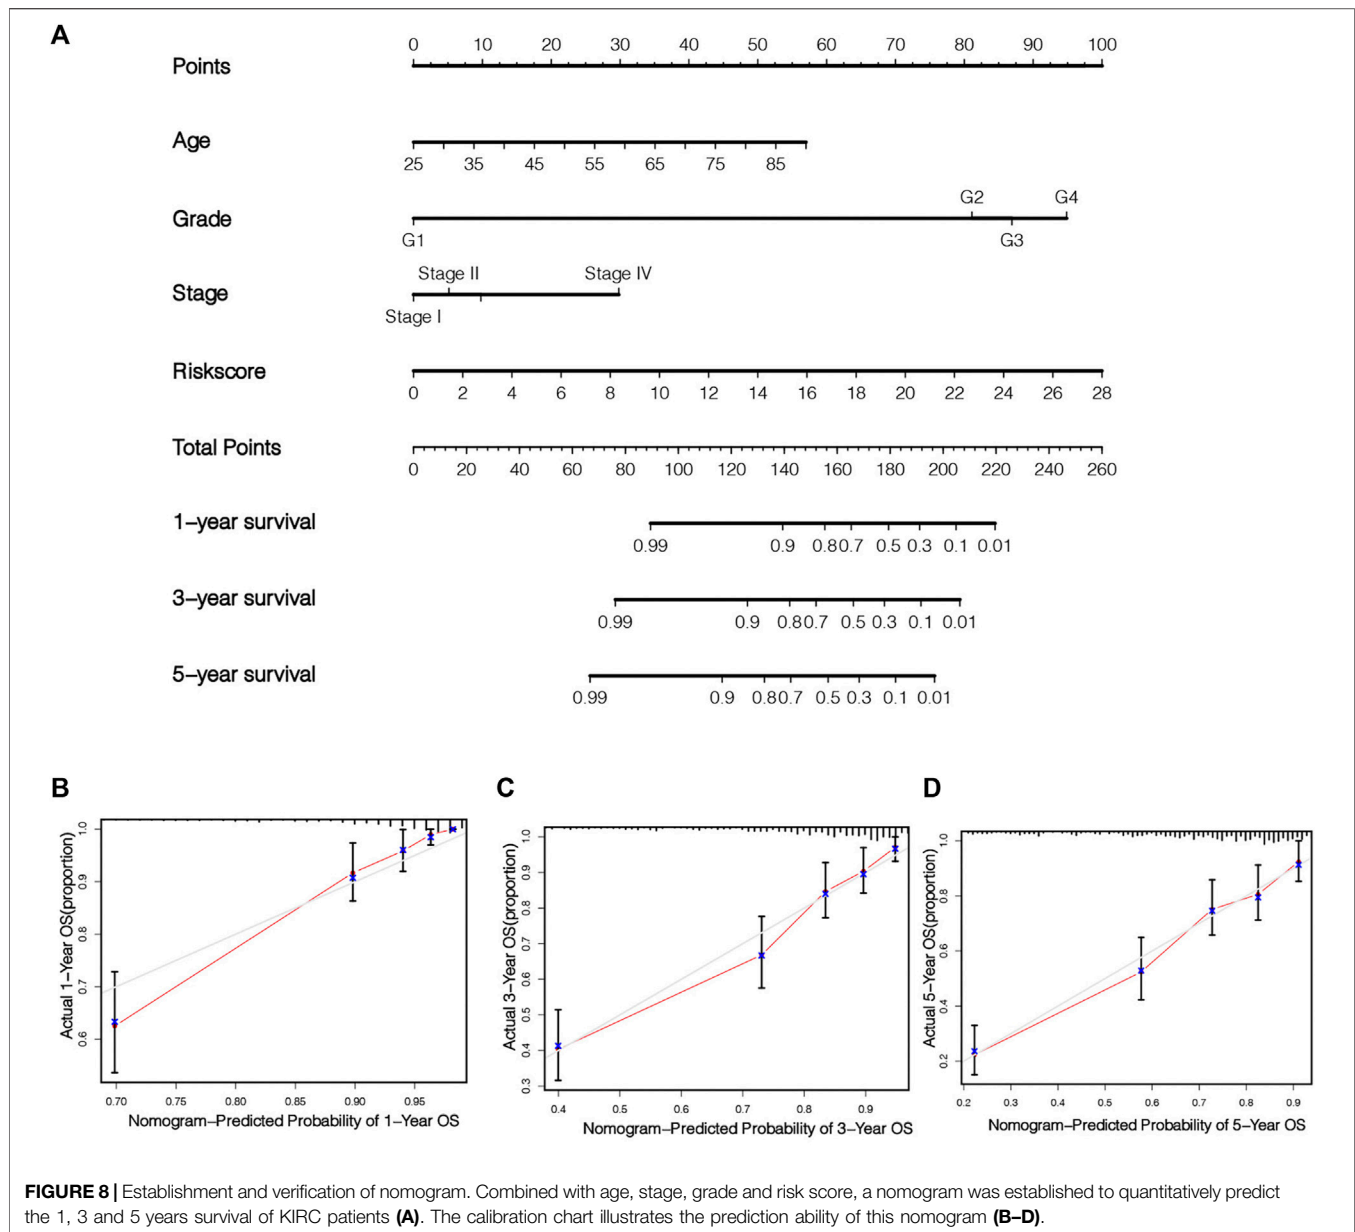 A
0 10 20 30 40 50 60 70 80 90 100
Points
Age
25 35 45 55 65 75 85
G2 G4
Grade
G1 G3
Stage II Stage IV
Stage
Stage I
Riskscore
0 2 4 6 8 10 12 14 16 18 20 22 24 26 28
Total Points
0 20 40 60 80 100 120 140 160 180 200 220 240 260
1−year survival
0.99 0.9 0.8 0.7 0.5 0.3 0.1 0.01
3−year survival
0.99 0.9 0.8 0.7 0.5 0.3 0.1 0.01
5−year survival
0.99 0.9 0.8 0.7 0.5 0.3 0.1 0.01
B
Actual 1−Year OS(proportion)
1.0
0.9
0.8
0.7
0.6
0.70 0.75 0.80 0.85 0.90 0.95
Nomogram−Predicted Probability of 1−Year OS
C
Actual 3−Year OS(proportion)
1.0
0.9
0.8
0.7
0.6
0.5
0.4
0.3
0.4 0.5 0.6 0.7 0.8 0.9
Nomogram−Predicted Probability of 3−Year OS
D
Actual 5−Year OS(proportion)
1.0
0.8
0.6
0.4
0.2
0.2 0.3 0.4 0.5 0.6 0.7 0.8 0.9
Nomogram−Predicted Probability of 5−Year OS
FIGURE 8 | Establishment and verification of nomogram. Combined with age, stage, grade and risk score, a nomogram was established to quantitatively predict
the 1, 3 and 5 years survival of KIRC patients (A). The calibration chart illustrates the prediction ability of this nomogram (B–D).